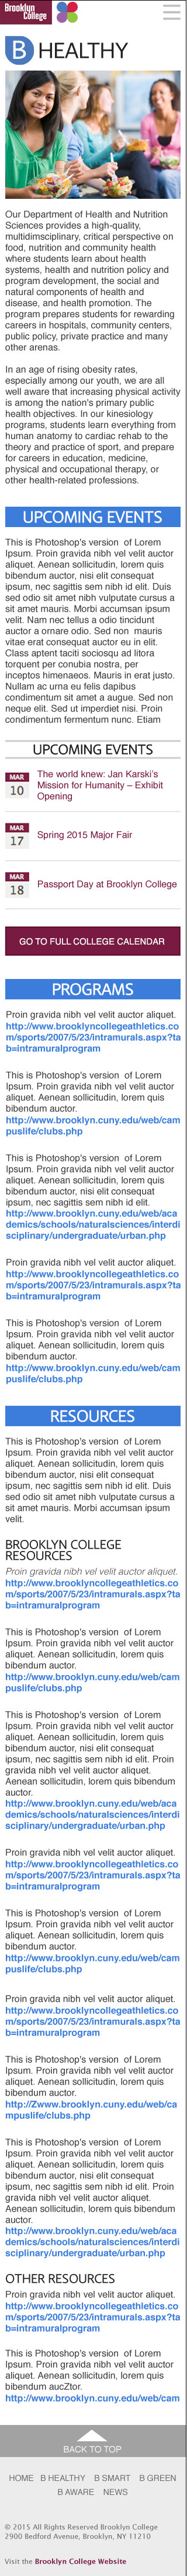 Brooklyn
College
B HEALTHY
Our Department of Health and Nutrition
Sciences provides a high-quality,
multidimsciplinary, critical perspective on
food, nutrition and community health
where students learn about health
systems, health and nutrition policy and
program development, the social and
natural components of health and
disease, and health promotion. The
program prepares students for rewarding
careers in hospitals, community centers,
public policy, private practice and many
other arenas.
In an age of rising obesity rates,
especially among our youth, we are all
well aware that increasing physical activity
is among the nation's primary public
health objectives. In our kinesiology
programs, students learn everything from
human anatomy to cardiac rehab to the
theory and practice of sport, and prepare
for careers in education, medicine,
physical and occupational therapy, or
other health-related professions.
UPCOMING EVENTS
This is Photoshop's version of Lorem
Ipsum. Proin gravida nibh vel velit auctor
aliquet. Aenean sollicitudin, lorem quis
bibendum auctor, nisi elit consequat
ipsum, nec sagittis sem nibh id elit. Duis
sed odio sit amet nibh vulputate cursus a
sit amet mauris. Morbi accumsan ipsum
velit. Nam nec tellus a odio tincidunt
auctor a ornare odio. Sed non mauris
vitae erat consequat auctor eu in elit.
Class aptent taciti sociosqu ad litora
torquent per conubia nostra, per
inceptos himenaeos. Mauris in erat justo.
Nullam ac urna eu felis dapibus
condimentum sit amet a augue. Sed non
neque elit. Sed ut imperdiet nisi. Proin
condimentum fermentum nunc. Etiam
UPCOMING EVENTS
MAR
10
The world knew: Jan Karski's
Mission for Humanity – Exhibit
Opening
MAR
17
Spring 2015 Major Fair
MAR
18
Passport Day at Brooklyn College
GO TO FULL COLLEGE CALENDAR
PROGRAMS
Proin gravida nibh vel velit auctor aliquet.
http://www.brooklyncollegeathletics.co
m/sports/2007/5/23/intramurals.aspx?ta
b=intramuralprogram
This is Photoshop's version of Lorem
Ipsum. Proin gravida nibh vel velit auctor
aliquet. Aenean sollicitudin, lorem quis
bibendum auctor.
http://www.brooklyn.cuny.edu/web/cam
puslife/clubs.php
This is Photoshop's version of Lorem
Ipsum. Proin gravida nibh vel velit auctor
aliquet. Aenean sollicitudin, lorem quis
bibendum auctor, nisi elit consequat
ipsum, nec sagittis sem nibh id elit.
http://www.brooklyn.cuny.edu/web/aca
demics/schools/naturalsciences/interdi
sciplinary/undergraduate/urban.php
Proin gravida nibh vel velit auctor aliquet.
http://www.brooklyncollegeathletics.co
m/sports/2007/5/23/intramurals.aspx?ta
b=intramuralprogram
This is Photoshop's version of Lorem
Ipsum. Proin gravida nibh vel velit auctor
aliquet. Aenean sollicitudin, lorem quis
bibendum auctor.
http://www.brooklyn.cuny.edu/web/cam
puslife/clubs.php
RESOURCES
This is Photoshop's version of Lorem
Ipsum. Proin gravida nibh vel velit auctor
aliquet. Aenean sollicitudin, lorem quis
bibendum auctor, nisi elit consequat
ipsum, nec sagittis sem nibh id elit. Duis
sed odio sit amet nibh vulputate cursus a
sit amet mauris. Morbi accumsan ipsum
velit.
BROOKLYN COLLEGE
RESOURCES
Proin gravida nibh vel velit auctor aliquet.
http://www.brooklyncollegeathletics.co
m/sports/2007/5/23/intramurals.aspx?ta
b=intramuralprogram
This is Photoshop's version of Lorem
Ipsum. Proin gravida nibh vel velit auctor
aliquet. Aenean sollicitudin, lorem quis
bibendum auctor.
http://www.brooklyn.cuny.edu/web/cam
puslife/clubs.php
This is Photoshop's version of Lorem
Ipsum. Proin gravida nibh vel velit auctor
aliquet. Aenean sollicitudin, lorem quis
bibendum auctor, nisi elit consequat
ipsum, nec sagittis sem nibh id elit. Proin
gravida nibh vel velit auctor aliquet.
Aenean sollicitudin, lorem quis bibendum
auctor.
http://www.brooklyn.cuny.edu/web/aca
demics/schools/naturalsciences/interdi
sciplinary/undergraduate/urban.php
Proin gravida nibh vel velit auctor aliquet.
http://www.brooklyncollegeathletics.co
m/sports/2007/5/23/intramurals.aspx?ta
b=intramuralprogram
This is Photoshop's version of Lorem
Ipsum. Proin gravida nibh vel velit auctor
aliquet. Aenean sollicitudin, lorem quis
bibendum auctor.
http://www.brooklyn.cuny.edu/web/cam
puslife/clubs.php
Proin gravida nibh vel velit auctor aliquet.
http://www.brooklyncollegeathletics.co
m/sports/2007/5/23/intramurals.aspx?ta
b=intramuralprogram
This is Photoshop's version of Lorem
Ipsum. Proin gravida nibh vel velit auctor
aliquet. Aenean sollicitudin, lorem quis
bibendum auctor.
http://Zwww.brooklyn.cuny.edu/web/ca
mpuslife/clubs.php
This is Photoshop's version of Lorem
Ipsum. Proin gravida nibh vel velit auctor
aliquet. Aenean sollicitudin, lorem quis
bibendum auctor, nisi elit consequat
ipsum, nec sagittis sem nibh id elit. Proin
gravida nibh vel velit auctor aliquet.
Aenean sollicitudin, lorem quis bibendum
auctor.
http://www.brooklyn.cuny.edu/web/aca
demics/schools/naturalsciences/interdi
sciplinary/undergraduate/urban.php
OTHER RESOURCES
Proin gravida nibh vel velit auctor aliquet.
http://www.brooklyncollegeathletics.co
m/sports/2007/5/23/intramurals.aspx?ta
b=intramuralprogram
This is Photoshop's version of Lorem
Ipsum. Proin gravida nibh vel velit auctor
aliquet. Aenean sollicitudin, lorem quis
bibendum aucZtor.
http://www.brooklyn.cuny.edu/web/cam
BACK TO TOP
HOME B HEALTHY B SMART B GREEN
B AWARE NEWS
© 2015 All Rights Reserved Brooklyn College
2900 Bedford Avenue, Brooklyn, NY 11210
Visit the Brooklyn College Website